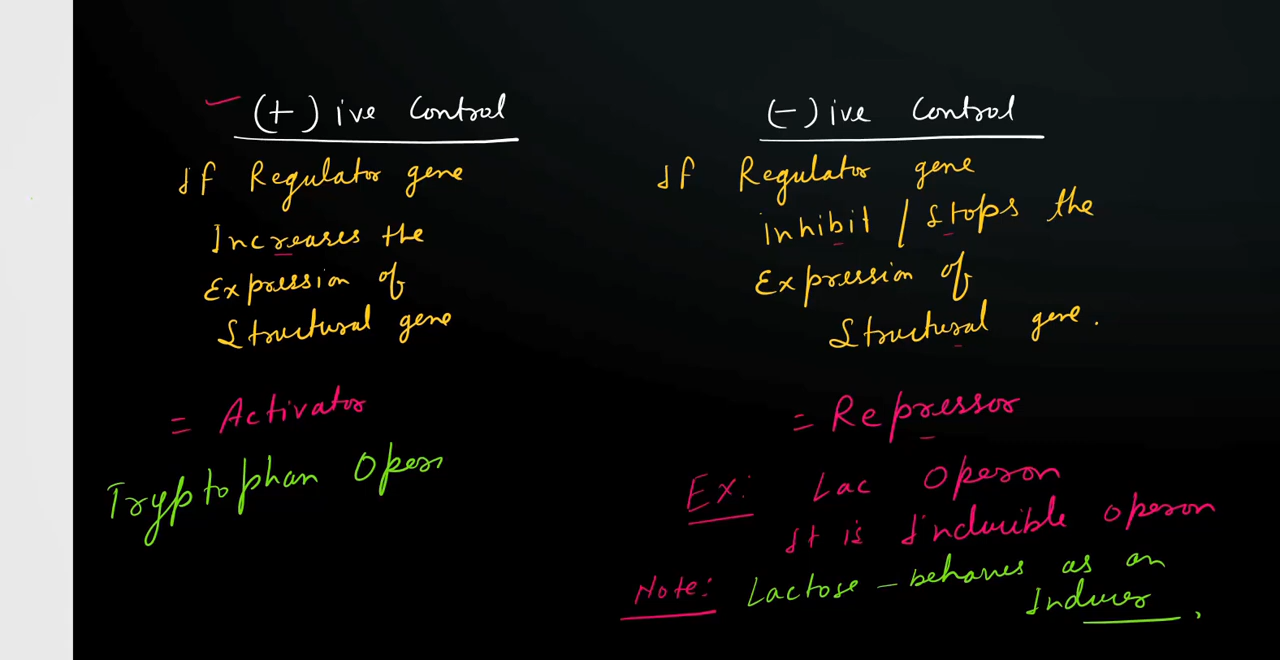 (+)ive Control
If Regulator gene
Increases the
Expression of
Structural gene
= Activator
Tryptophan Oper
(-)ive Control
If Regulator gene
inhibit / Stops the
Expression of
Structural gene.
= Repressor
Ex: Lac Operon
It is Inducible operon
Note: Lactose - behaves as an
Inducer.